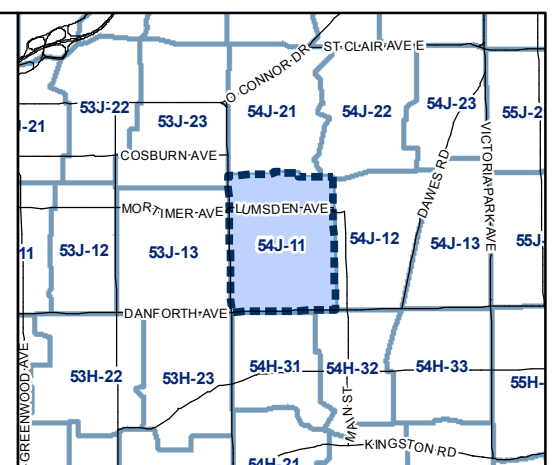 ST CLAIR AVE E
O CONNOR DR
53J-22
54J-21
54J-22
54J-23
55J-2
J-21
53J-23
COSBURN AVE
DAWES RD
VICTORIA PARK AVE
MORTIMER AVE
LUMSDEN AVE
11
53J-12
53J-13
54J-11
54J-12
54J-13
55J-
DANFORTH AVE
GREENWOOD AVE
53H-22
53H-23
54H-31
54H-32
54H-33
55H-
MAIN ST
KINGSTON RD
54H-21